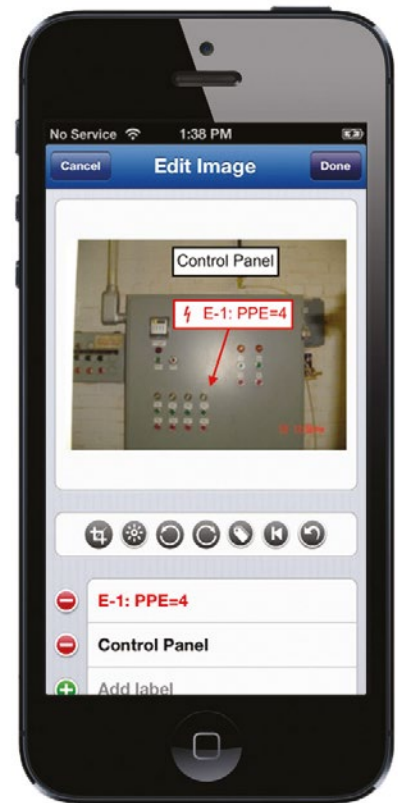 No Service 1:38 PM
Cancel Edit Image Done
Control Panel
E-1: PPE=4
E-1: PPE=4
Control Panel
Add label